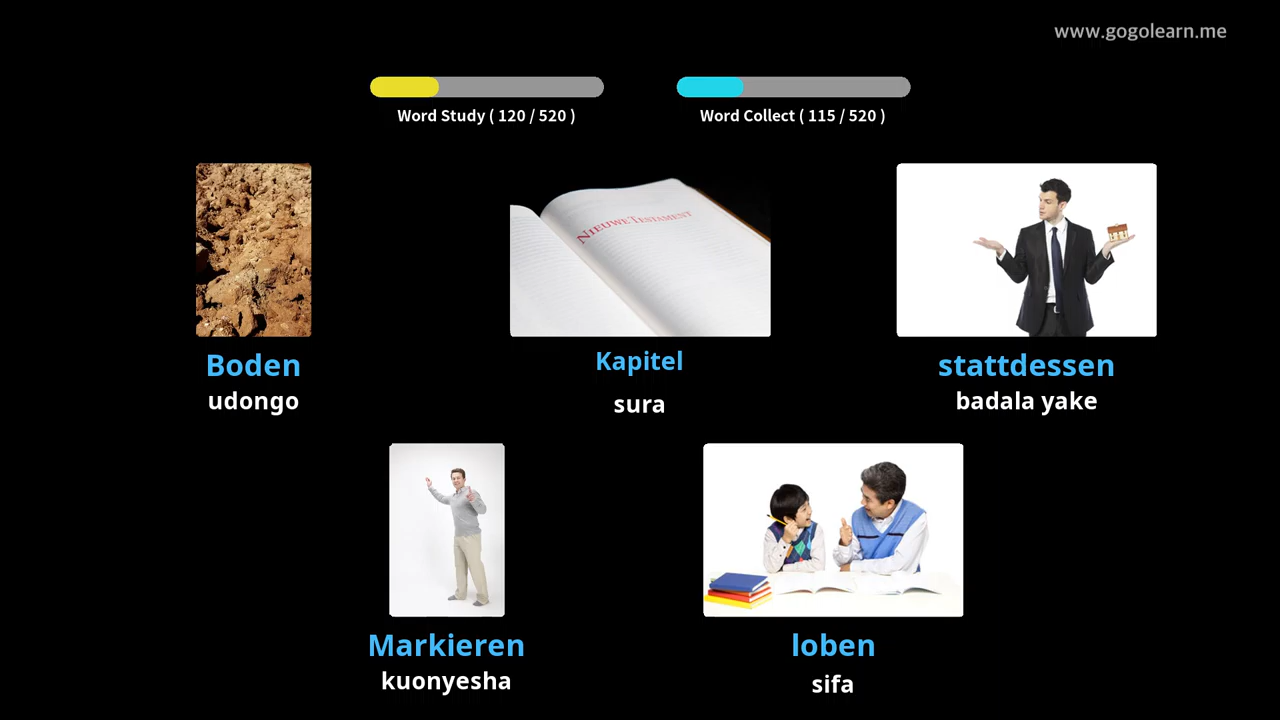 www.gogolearn.me
Word Study ( 120 / 520 )
Word Collect ( 115 / 520 )
NIEUWE TESTAMENT
Boden
udongo
Kapitel
sura
stattdessen
badala yake
Markieren
kuonyesha
loben
sifa